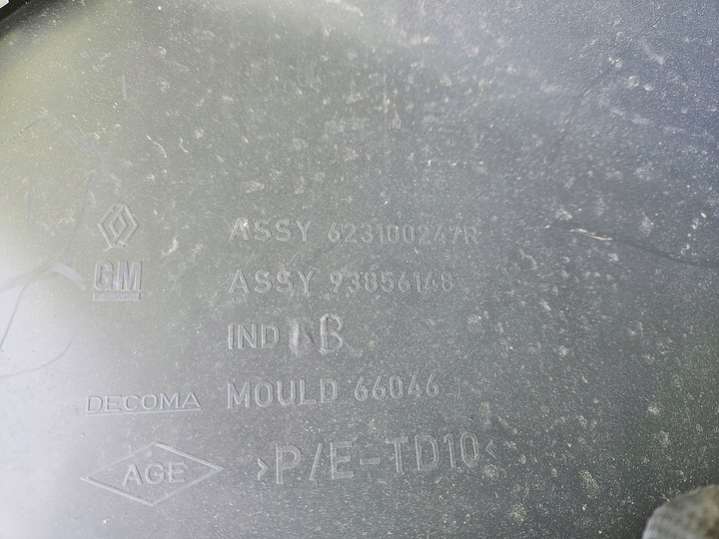 ASSY 623100247R
GM ASSY 93856148
IND B
DECOMA MOULD 66046
AGE >P/E-TD10<